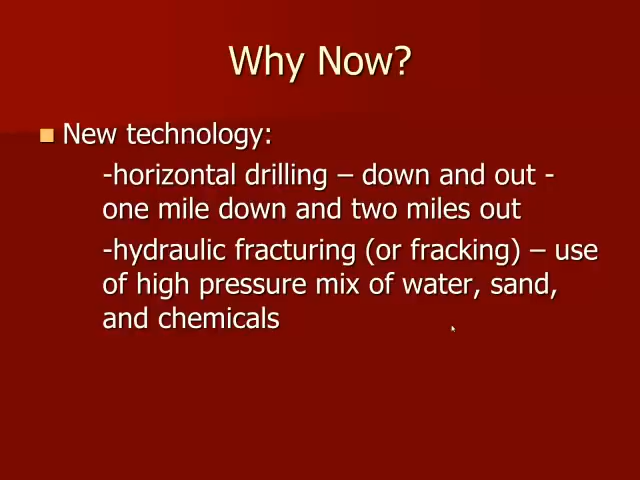 Why Now?
New technology:
-horizontal drilling – down and out -
one mile down and two miles out
-hydraulic fracturing (or fracking) – use
of high pressure mix of water, sand,
and chemicals